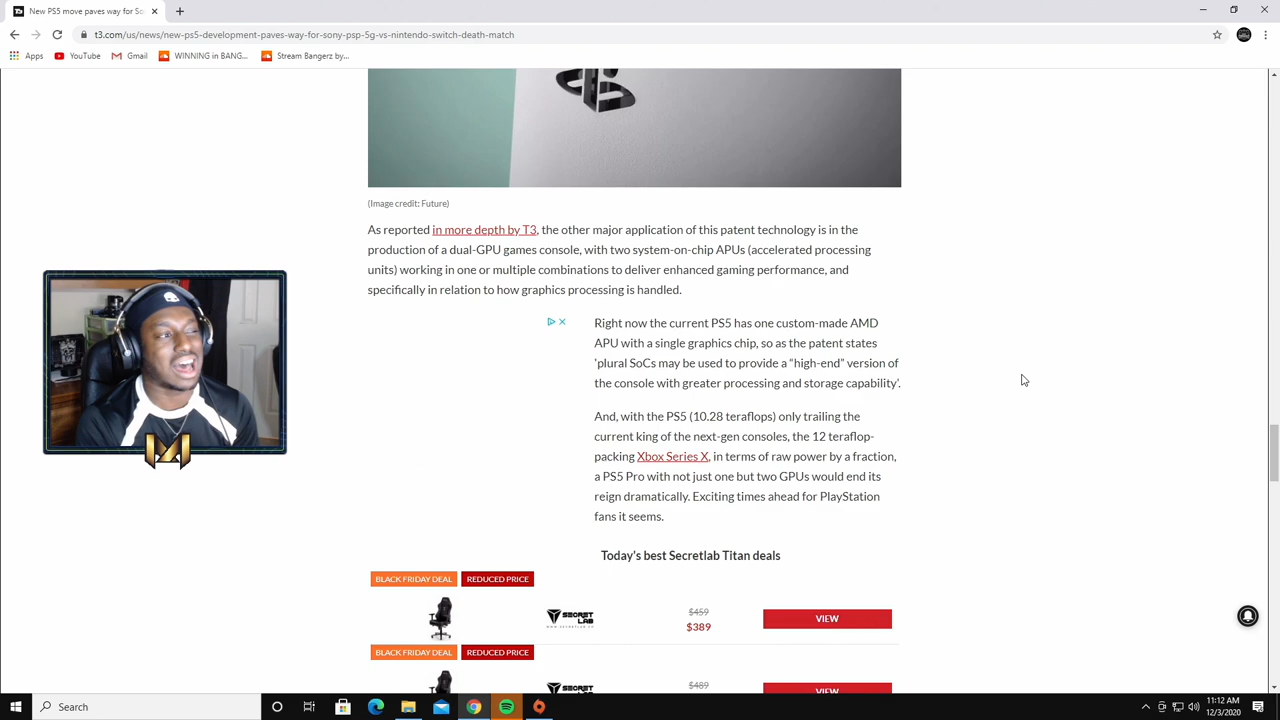 New PS5 move paves way for So
t3.com/us/news/new-ps5-development-paves-way-for-sony-psp-5g-vs-nintendo-switch-death-match
Apps
YouTube
Gmail
WINNING in BANG...
Stream Bangerz by...
(Image credit: Future)
As reported in more depth by T3, the other major application of this patent technology is in the
production of a dual-GPU games console, with two system-on-chip APUs (accelerated processing
units) working in one or multiple combinations to deliver enhanced gaming performance, and
specifically in relation to how graphics processing is handled.
Right now the current PS5 has one custom-made AMD
APU with a single graphics chip, so as the patent states
'plural SoCs may be used to provide a “high-end” version of
the console with greater processing and storage capability'.
And, with the PS5 (10.28 teraflops) only trailing the
current king of the next-gen consoles, the 12 teraflop-
packing Xbox Series X, in terms of raw power by a fraction,
a PS5 Pro with not just one but two GPUs would end its
reign dramatically. Exciting times ahead for PlayStation
fans it seems.
Today's best Secretlab Titan deals
BLACK FRIDAY DEAL REDUCED PRICE
SECRET
LAB
$459
$389
VIEW
BLACK FRIDAY DEAL REDUCED PRICE
SECRET
$489
VIEW
Search
11:12 AM
12/3/2020